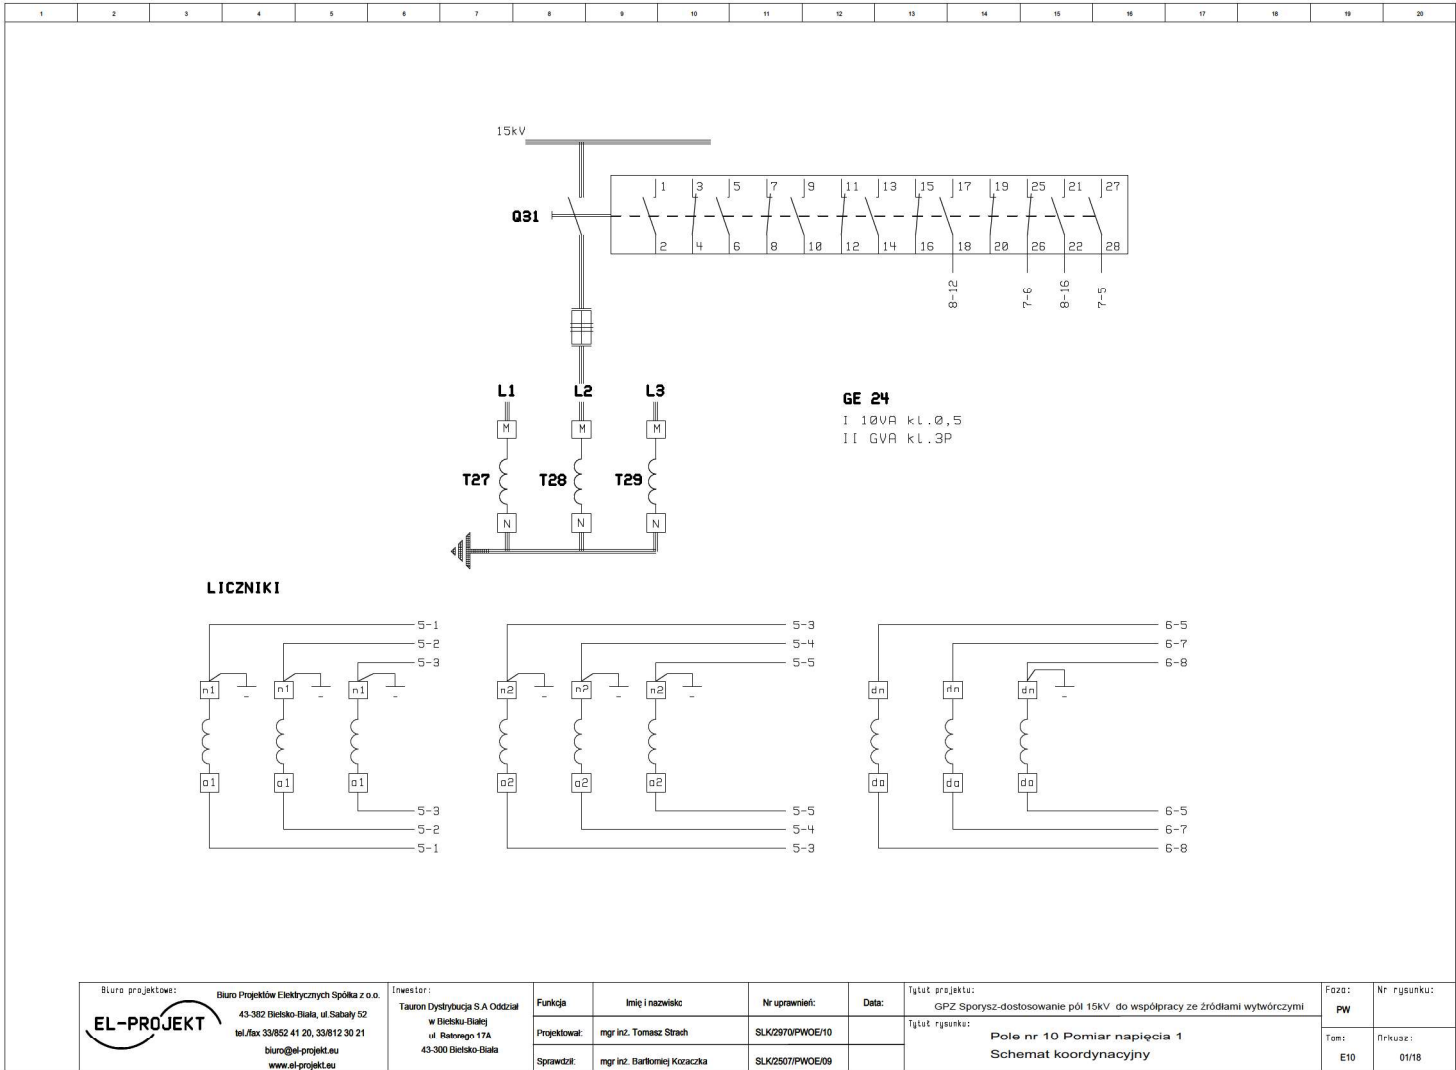 1 2 3 4 5 6 7 8 9 10 11 12 13 14 15 16 17 18 19 20
15kV
Q31
1 3 5 7 9 11 13 15 17 19 25 21 27
2 4 6 8 10 12 14 16 18 20 26 22 28
8-12 7-6 8-16 7-5
L1 L2 L3
M M M
T27 T28 T29
N N N
GE 24
I 10VA kl.0,5
II GVA kl.3P
LICZNIKI
5-1 5-3 6-5
5-2 5-4 6-7
5-3 5-5 6-8
n1 n1 n1 n2 n2 n2 dn dn dn
a1 a1 a1 a2 a2 a2 da da da
5-3 5-5 6-5
5-2 5-4 6-7
5-1 5-3 6-8
Biuro projektowe:
EL-PROJEKT
Biuro Projektów Elektrycznych Spółka z o.o.
43-382 Bielsko-Biała, ul.Sabały 52
tel./fax 33/852 41 20, 33/812 30 21
biuro@el-projekt.eu
www.el-projekt.eu
Inwestor:
Tauron Dystrybucja S.A Oddział
w Bielsku-Białej
ul. Batorego 17A
43-300 Bielsko-Biała
Funkcja Imię i nazwisko Nr uprawnień: Data:
Projektował: mgr inż. Tomasz Strach SLK/2970/PWOE/10
Sprawdził: mgr inż. Bartłomiej Kozaczka SLK/2507/PWOE/09
Tytuł projektu:
GPZ Sporysz-dostosowanie pól 15kV do współpracy ze źródłami wytwórczymi
Tytuł rysunku:
Pole nr 10 Pomiar napięcia 1
Schemat koordynacyjny
Faza:
PW
Nr rysunku:
Tom:
E10
Arkusz:
01/18